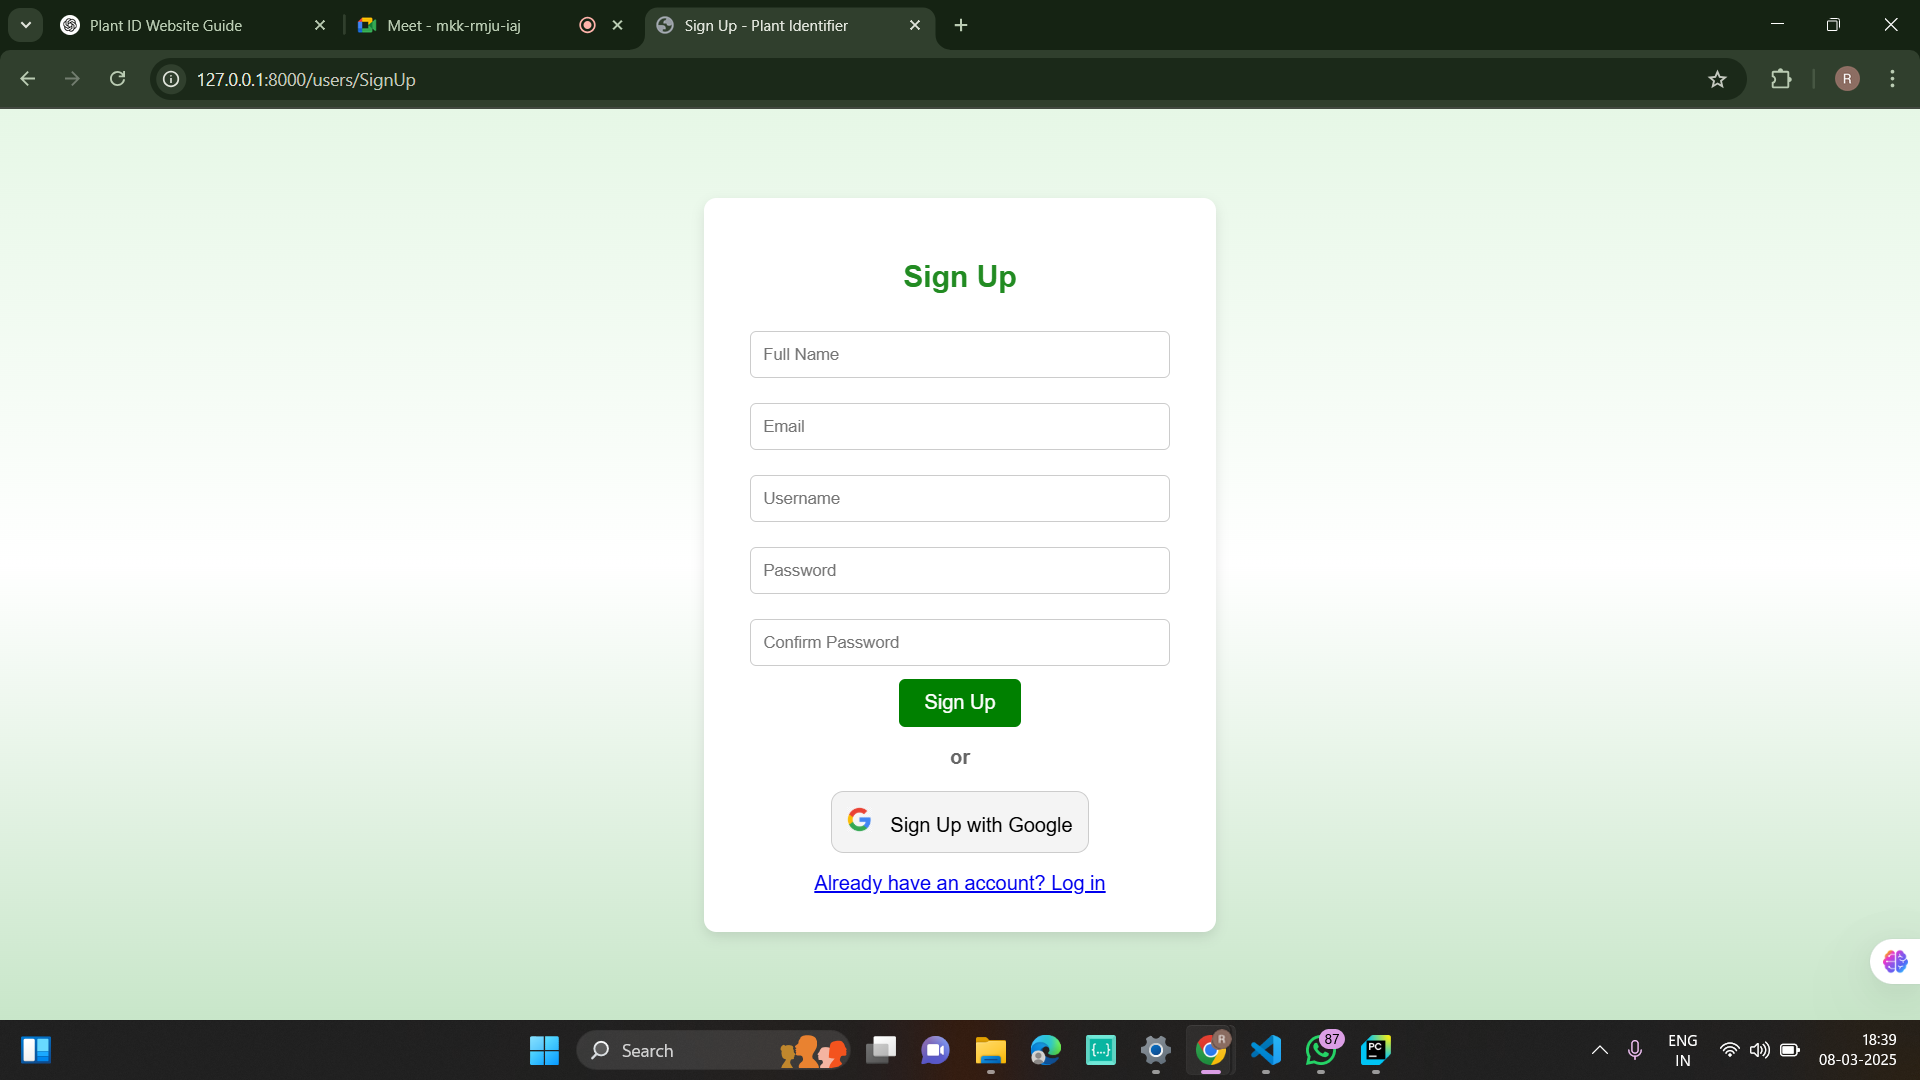 Plant ID Website Guide
Meet - mkk-rmju-iaj
Sign Up - Plant Identifier
127.0.0.1:8000/users/SignUp
R
Sign Up
Full Name
Email
Username
Password
Confirm Password
Sign Up
or
Sign Up with Google
Already have an account? Log in
Search
{...}
R
87
PC
ENG
IN
18:39
08-03-2025